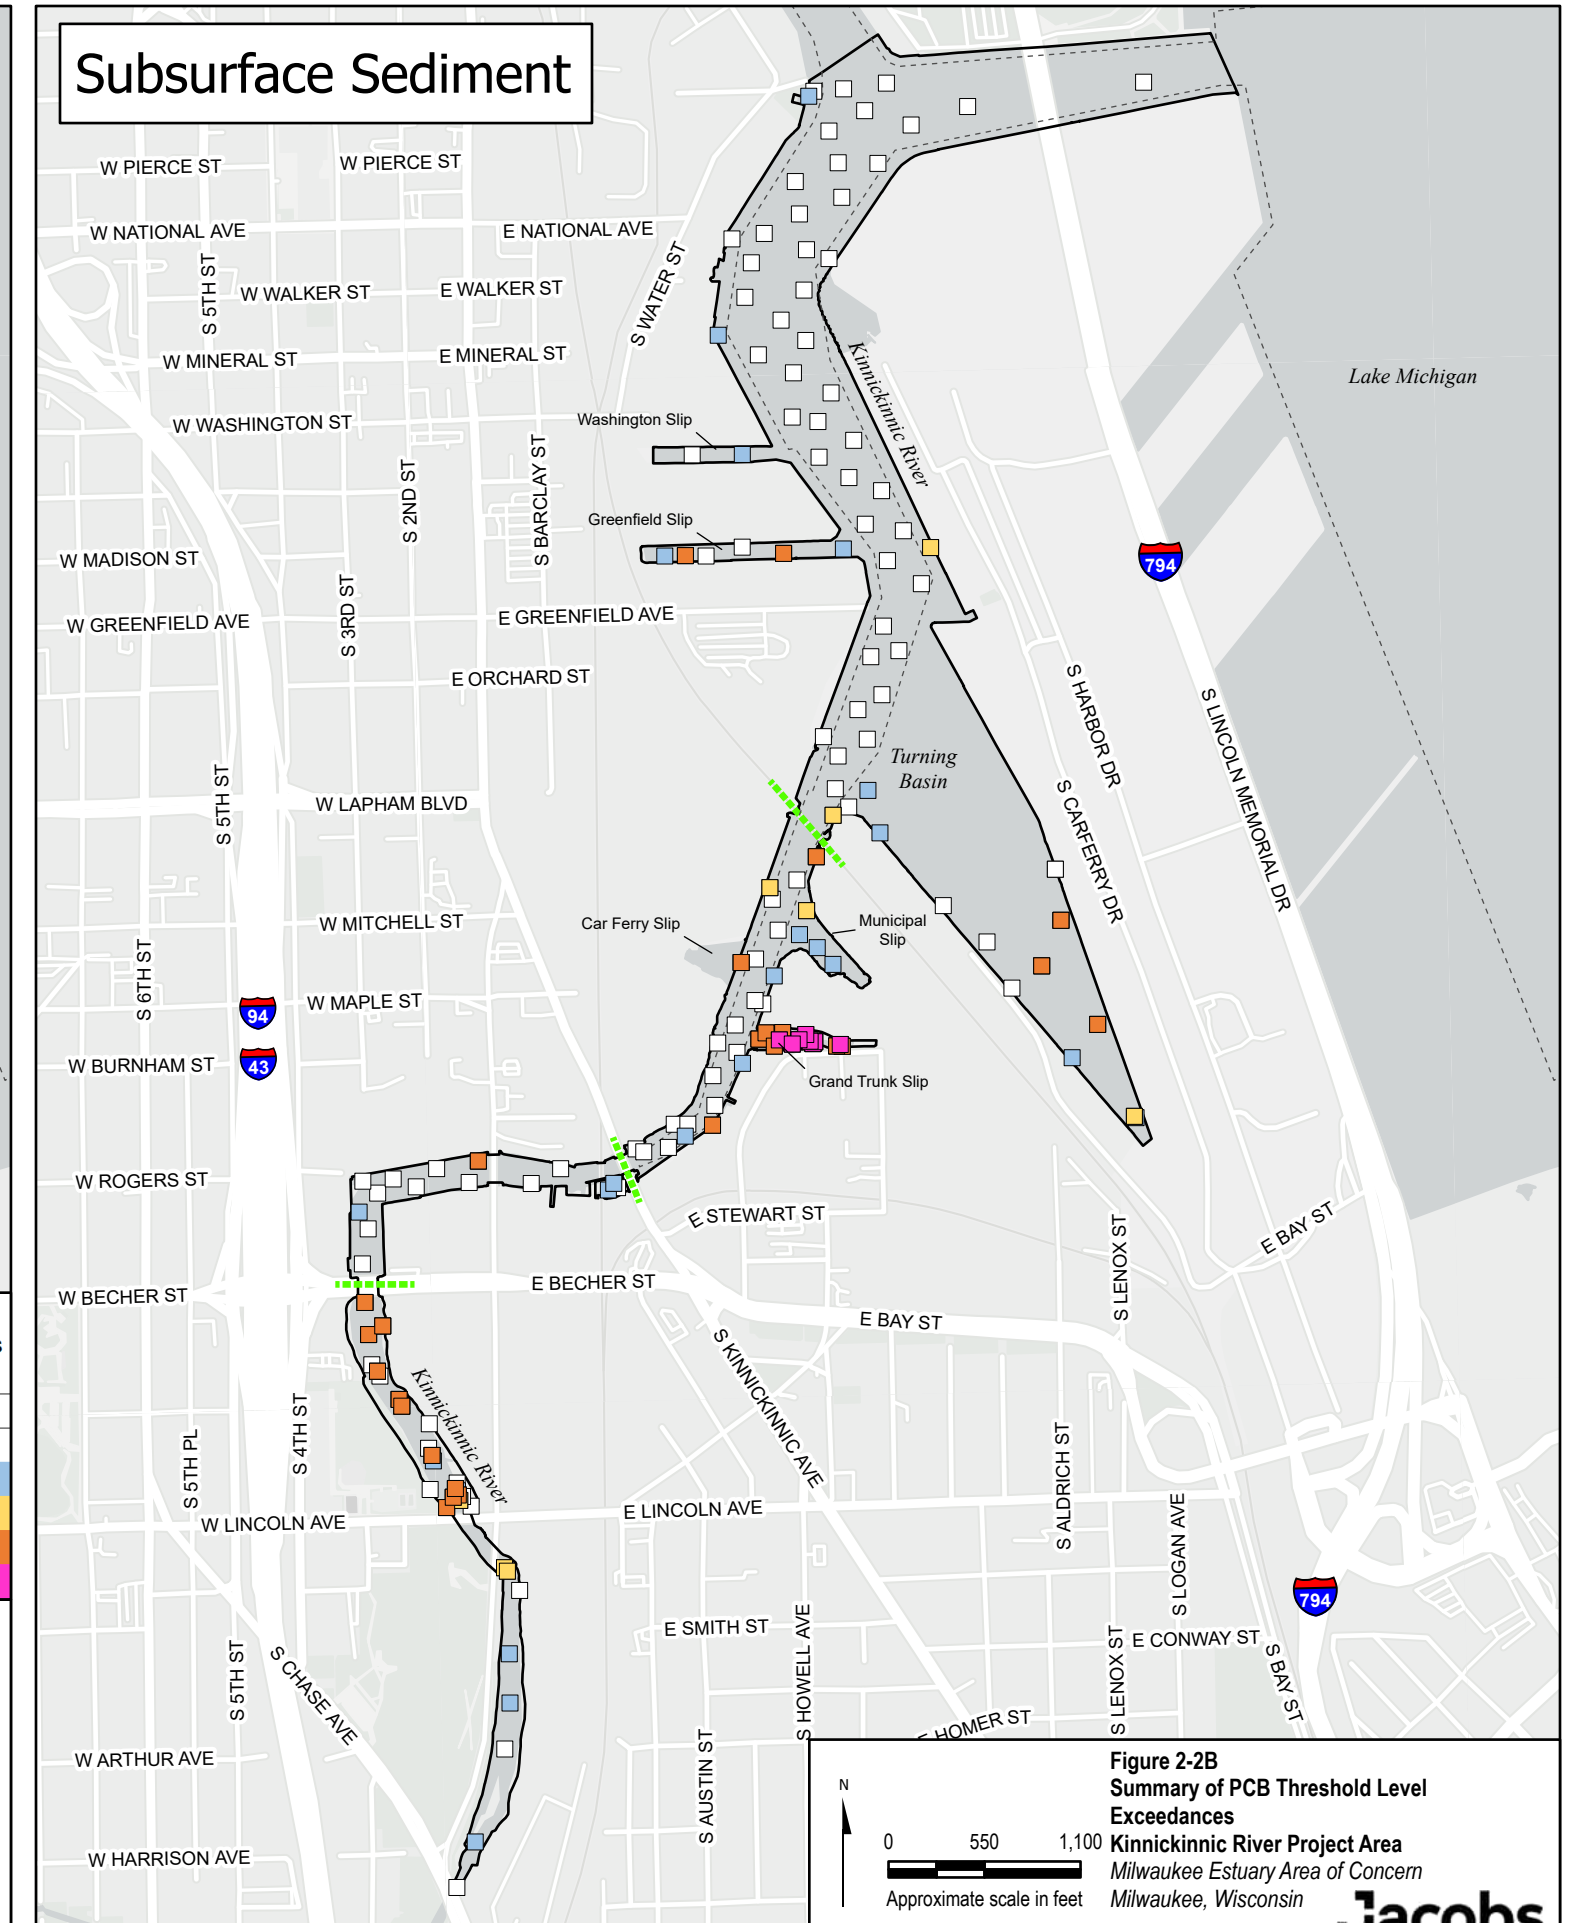 Subsurface Sediment
W PIERCE ST
W PIERCE ST
W NATIONAL AVE
E NATIONAL AVE
S 5TH ST
W WALKER ST
E WALKER ST
S WATER ST
W MINERAL ST
E MINERAL ST
Kinnickinnic River
Lake Michigan
W WASHINGTON ST
Washington Slip
S 2ND ST
S BARCLAY ST
Greenfield Slip
W MADISON ST
794
S 3RD ST
W GREENFIELD AVE
E GREENFIELD AVE
E ORCHARD ST
S HARBOR DR
S LINCOLN MEMORIAL DR
Turning
Basin
S 5TH ST
W LAPHAM BLVD
S CARFERRY DR
W MITCHELL ST
Car Ferry Slip
Municipal
Slip
S 6TH ST
94
W MAPLE ST
43
W BURNHAM ST
Grand Trunk Slip
W ROGERS ST
E STEWART ST
S LENOX ST
E BAY ST
W BECHER ST
E BECHER ST
E BAY ST
S KINNICKINNIC AVE
Kinnickinnic River
S 5TH PL
S 4TH ST
S ALDRICH ST
W LINCOLN AVE
E LINCOLN AVE
S LOGAN AVE
794
E SMITH ST
S HOWELL AVE
S LENOX ST
E CONWAY ST
S BAY ST
S 5TH ST
S CHASE AVE
E HOMER ST
W ARTHUR AVE
S AUSTIN ST
W HARRISON AVE
N
0 550 1,100
Approximate scale in feet
Figure 2-2B
Summary of PCB Threshold Level
Exceedances
Kinnickinnic River Project Area
Milwaukee Estuary Area of Concern
Milwaukee, Wisconsin
Jacobs